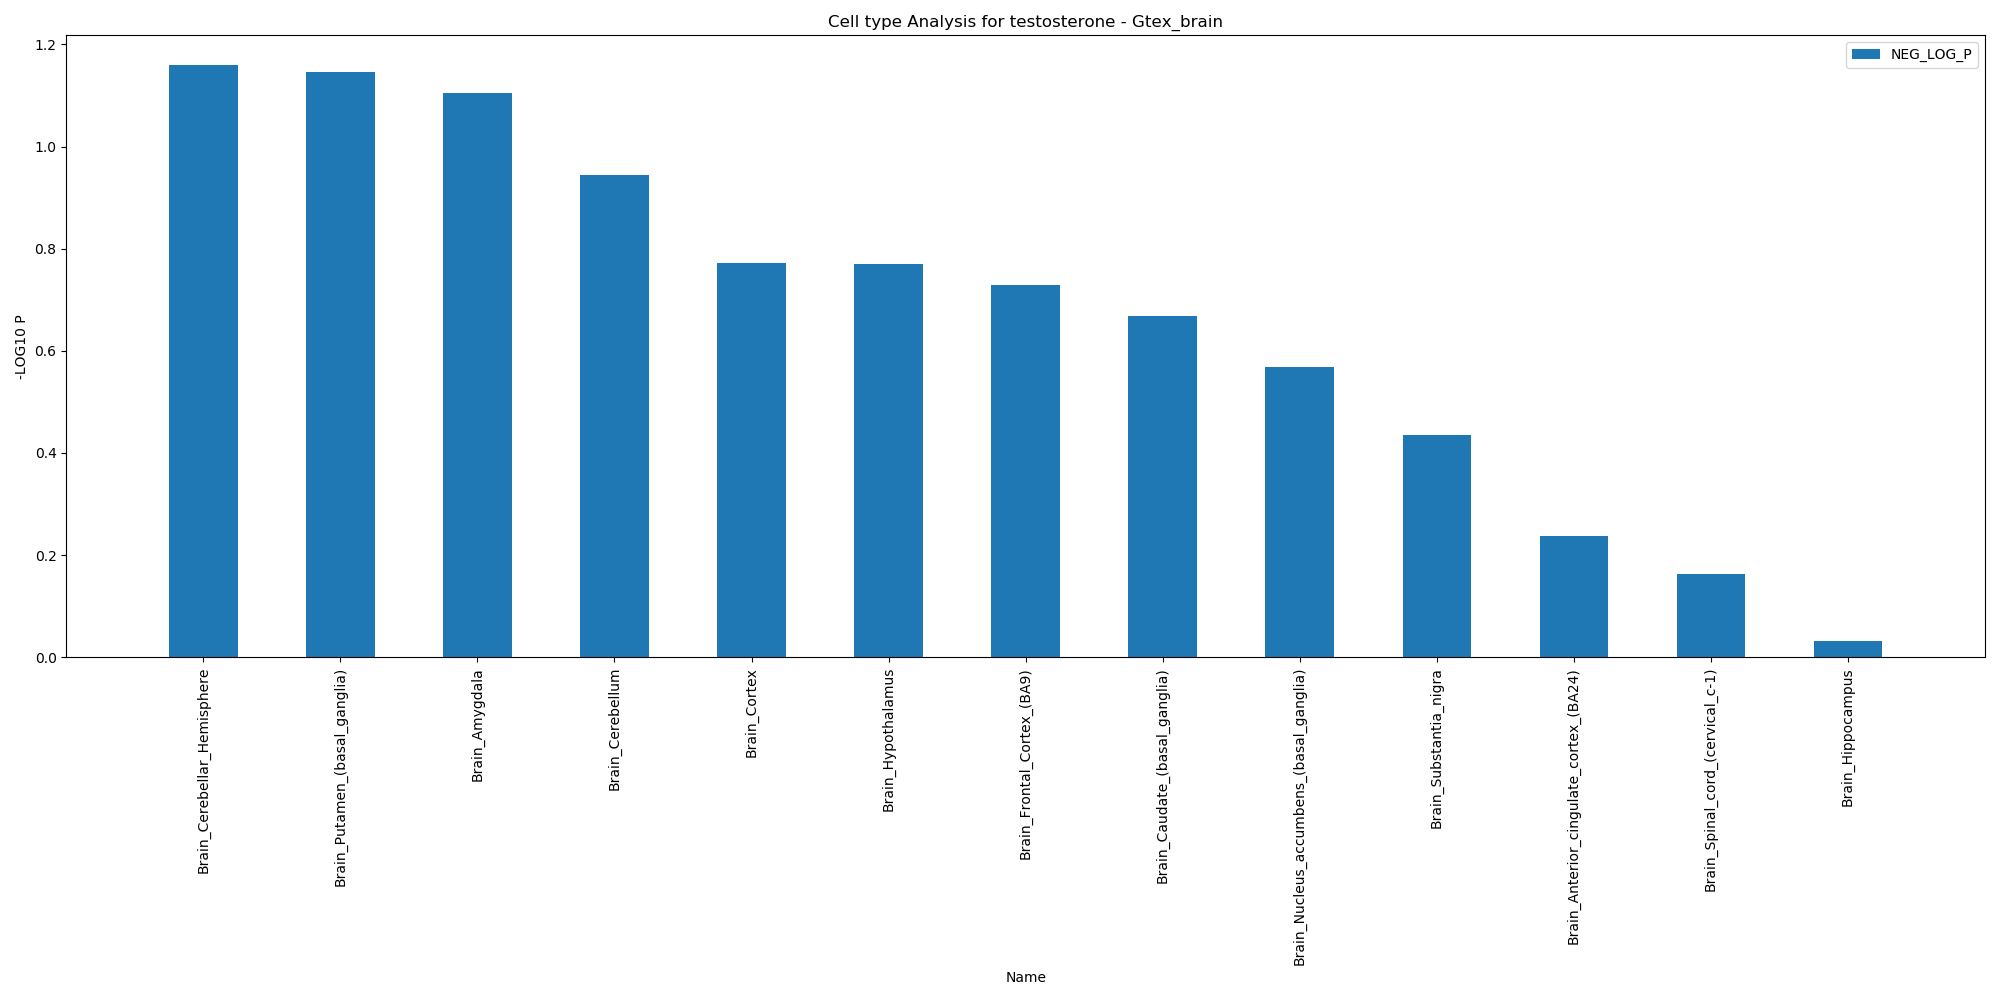 Cell type Analysis for testosterone - Gtex_brain
NEG_LOG_P
-LOG10 P
1.2
1.0
0.8
0.6
0.4
0.2
0.0
Brain_Cerebellar_Hemisphere
Brain_Putamen_(basal_ganglia)
Brain_Amygdala
Brain_Cerebellum
Brain_Cortex
Brain_Hypothalamus
Brain_Frontal_Cortex_(BA9)
Brain_Caudate_(basal_ganglia)
Brain_Nucleus_accumbens_(basal_ganglia)
Brain_Substantia_nigra
Brain_Anterior_cingulate_cortex_(BA24)
Brain_Spinal_cord_(cervical_c-1)
Brain_Hippocampus
Name